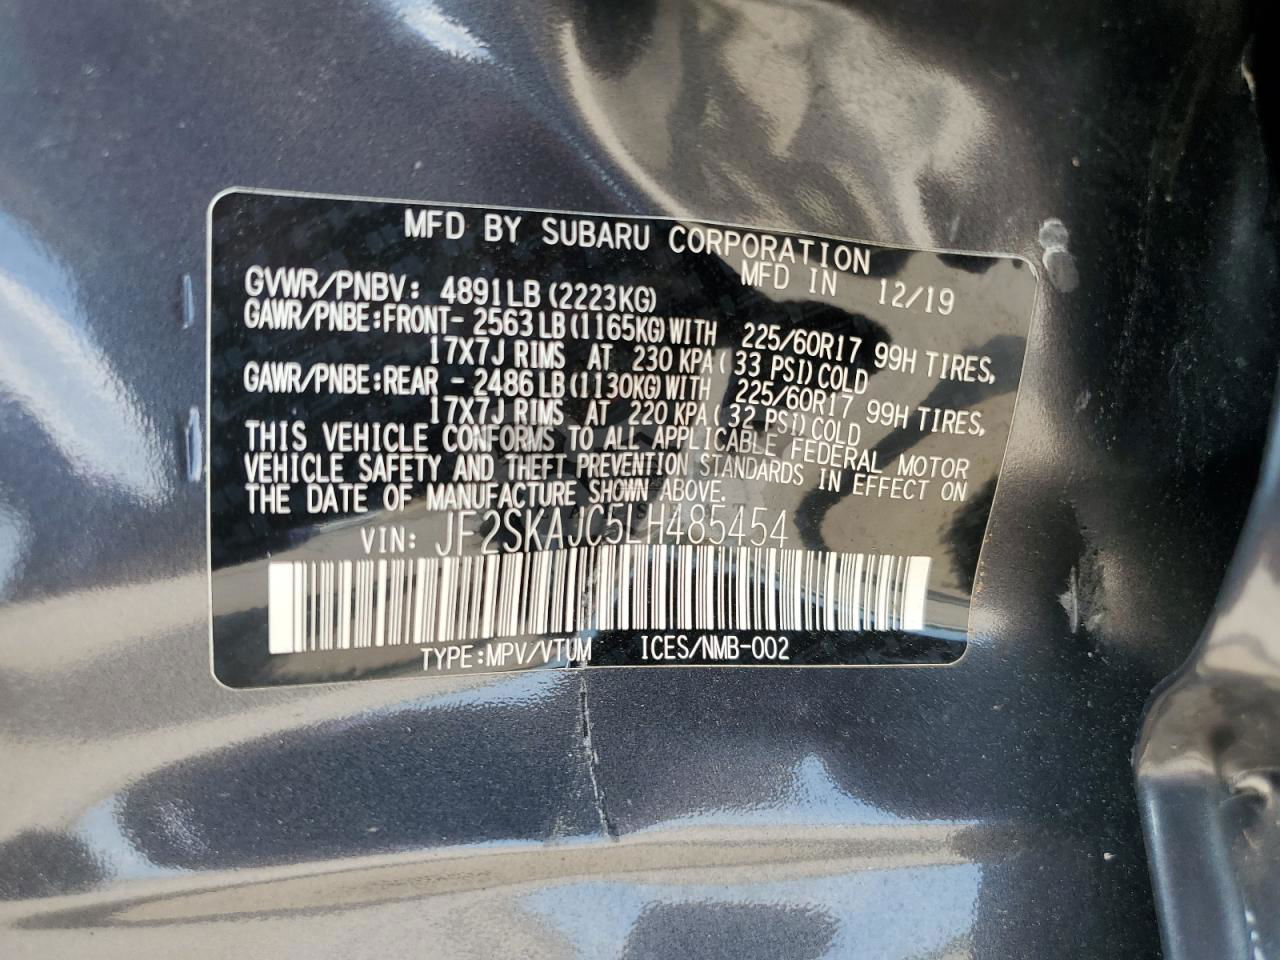 MFD BY SUBARU CORPORATION
GVWR/PNBV: 4891LB (2223KG) MFD IN 12/19
GAWR/PNBE:FRONT- 2563LB(1165KG)WITH 225/60R17 99H TIRES,
17X7J RIMS AT 230 KPA( 33 PSI)COLD
GAWR/PNBE:REAR - 2486LB(1130KG)WITH 225/60R17 99H TIRES,
17X7J RIMS AT 220 KPA( 32 PSI)COLD
THIS VEHICLE CONFORMS TO ALL APPLICABLE FEDERAL MOTOR
VEHICLE SAFETY AND THEFT PREVENTION STANDARDS IN EFFECT ON
THE DATE OF MANUFACTURE SHOWN ABOVE.
VIN: JF2SKAJC5LH485454
TYPE:MPV/VTUM ICES/NMB-002